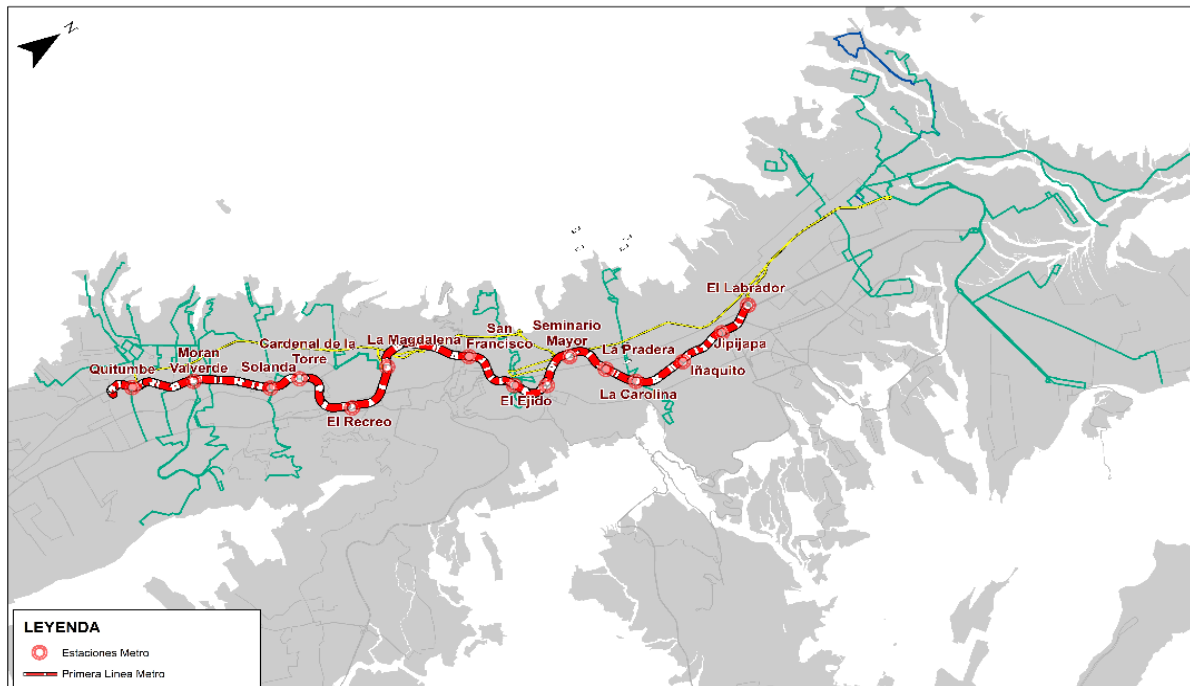 N
El Labrador
Jipijapa
Iñaquito
La Carolina
La Pradera
Seminario
Mayor
El Ejido
San
Francisco
La Magdalena
El Recreo
Cardenal de la
Torre
Solanda
Moran
Valverde
Quitumbe
LEYENDA
Estaciones Metro
Primera Linea Metro